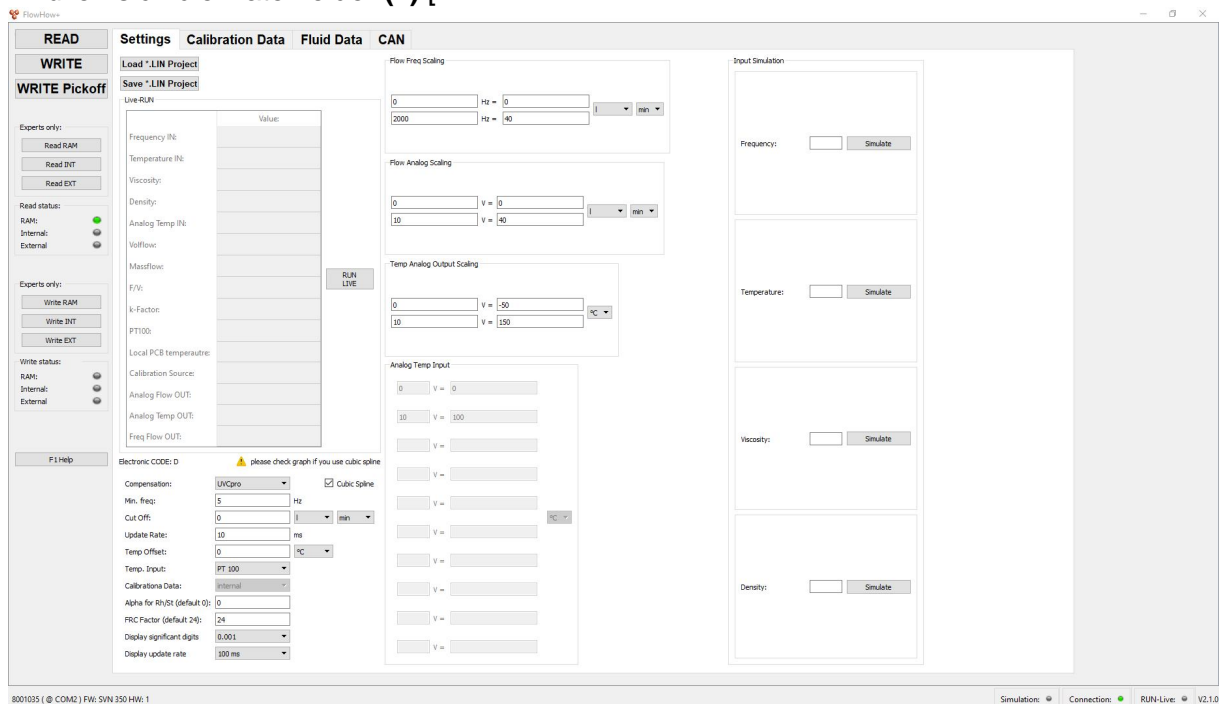 FlowHow+
READ
WRITE
WRITE Pickoff
Experts only:
Read RAM
Read INT
Read EXT
Read status:
RAM:
Internal:
External
Experts only:
Write RAM
Write INT
Write EXT
Write status:
RAM:
Internal:
External
F1 Help
Settings Calibration Data Fluid Data CAN
Load *.LIN Project
Save *.LIN Project
Live-RUN
Value:
Frequency IN:
Temperature IN:
Viscosity:
Density:
Analog Temp IN:
Volflow:
Massflow:
F/V:
k-Factor:
PT100:
Local PCB temperautre:
Calibration Source:
Analog Flow OUT:
Analog Temp OUT:
Freq Flow OUT:
RUN
LIVE
Electronic CODE: D please check graph if you use cubic spline
Compensation: UVCpro Cubic Spline
Min. freq: 5 Hz
Cut Off: 0 l min
Update Rate: 10 ms
Temp Offset: 0 °C
Temp. Input: PT 100
Calibrationa Data: internal
Alpha for Rh/St (default 0): 0
FRC Factor (default 24): 24
Display significant digits 0.001
Display update rate 100 ms
Flow Freq Scaling
0 Hz = 0
2000 Hz = 40
l min
Flow Analog Scaling
0 V = 0
10 V = 40
l min
Temp Analog Output Scaling
0 V = -50
10 V = 150
°C
Analog Temp Input
0 V = 0
10 V = 100
V =
V =
V =
V =
V =
V =
V =
V =
°C
Input Simulation
Frequency: Simulate
Temperature: Simulate
Viscosity: Simulate
Density: Simulate
8001035 ( @ COM2 ) FW: SVN 350 HW: 1
Simulation: Connection: RUN-Live: V2.1.0